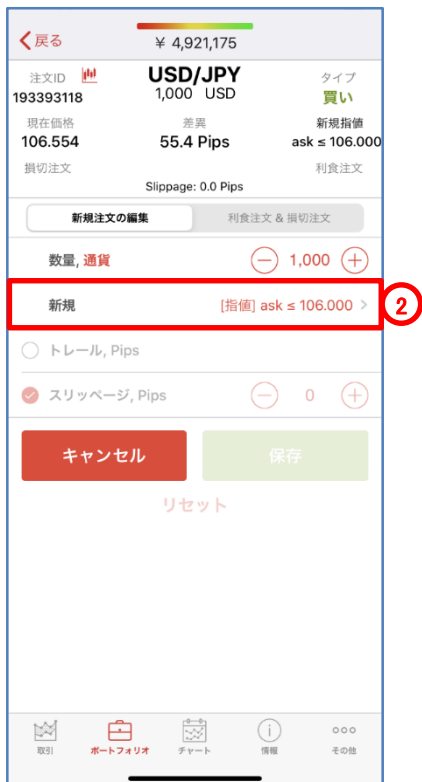 戻る ¥ 4,921,175
注文ID USD/JPY タイプ
193393118 1,000 USD 買い
現在価格 差異 新規指値
106.554 55.4 Pips ask ≤ 106.000
損切注文 利食注文
Slippage: 0.0 Pips
新規注文の編集 利食注文 & 損切注文
数量, 通貨 1,000
新規 [指値] ask ≤ 106.000 2
トレール, Pips
スリッページ, Pips 0
キャンセル 保存
リセット
取引 ポートフォリオ チャート 情報 その他